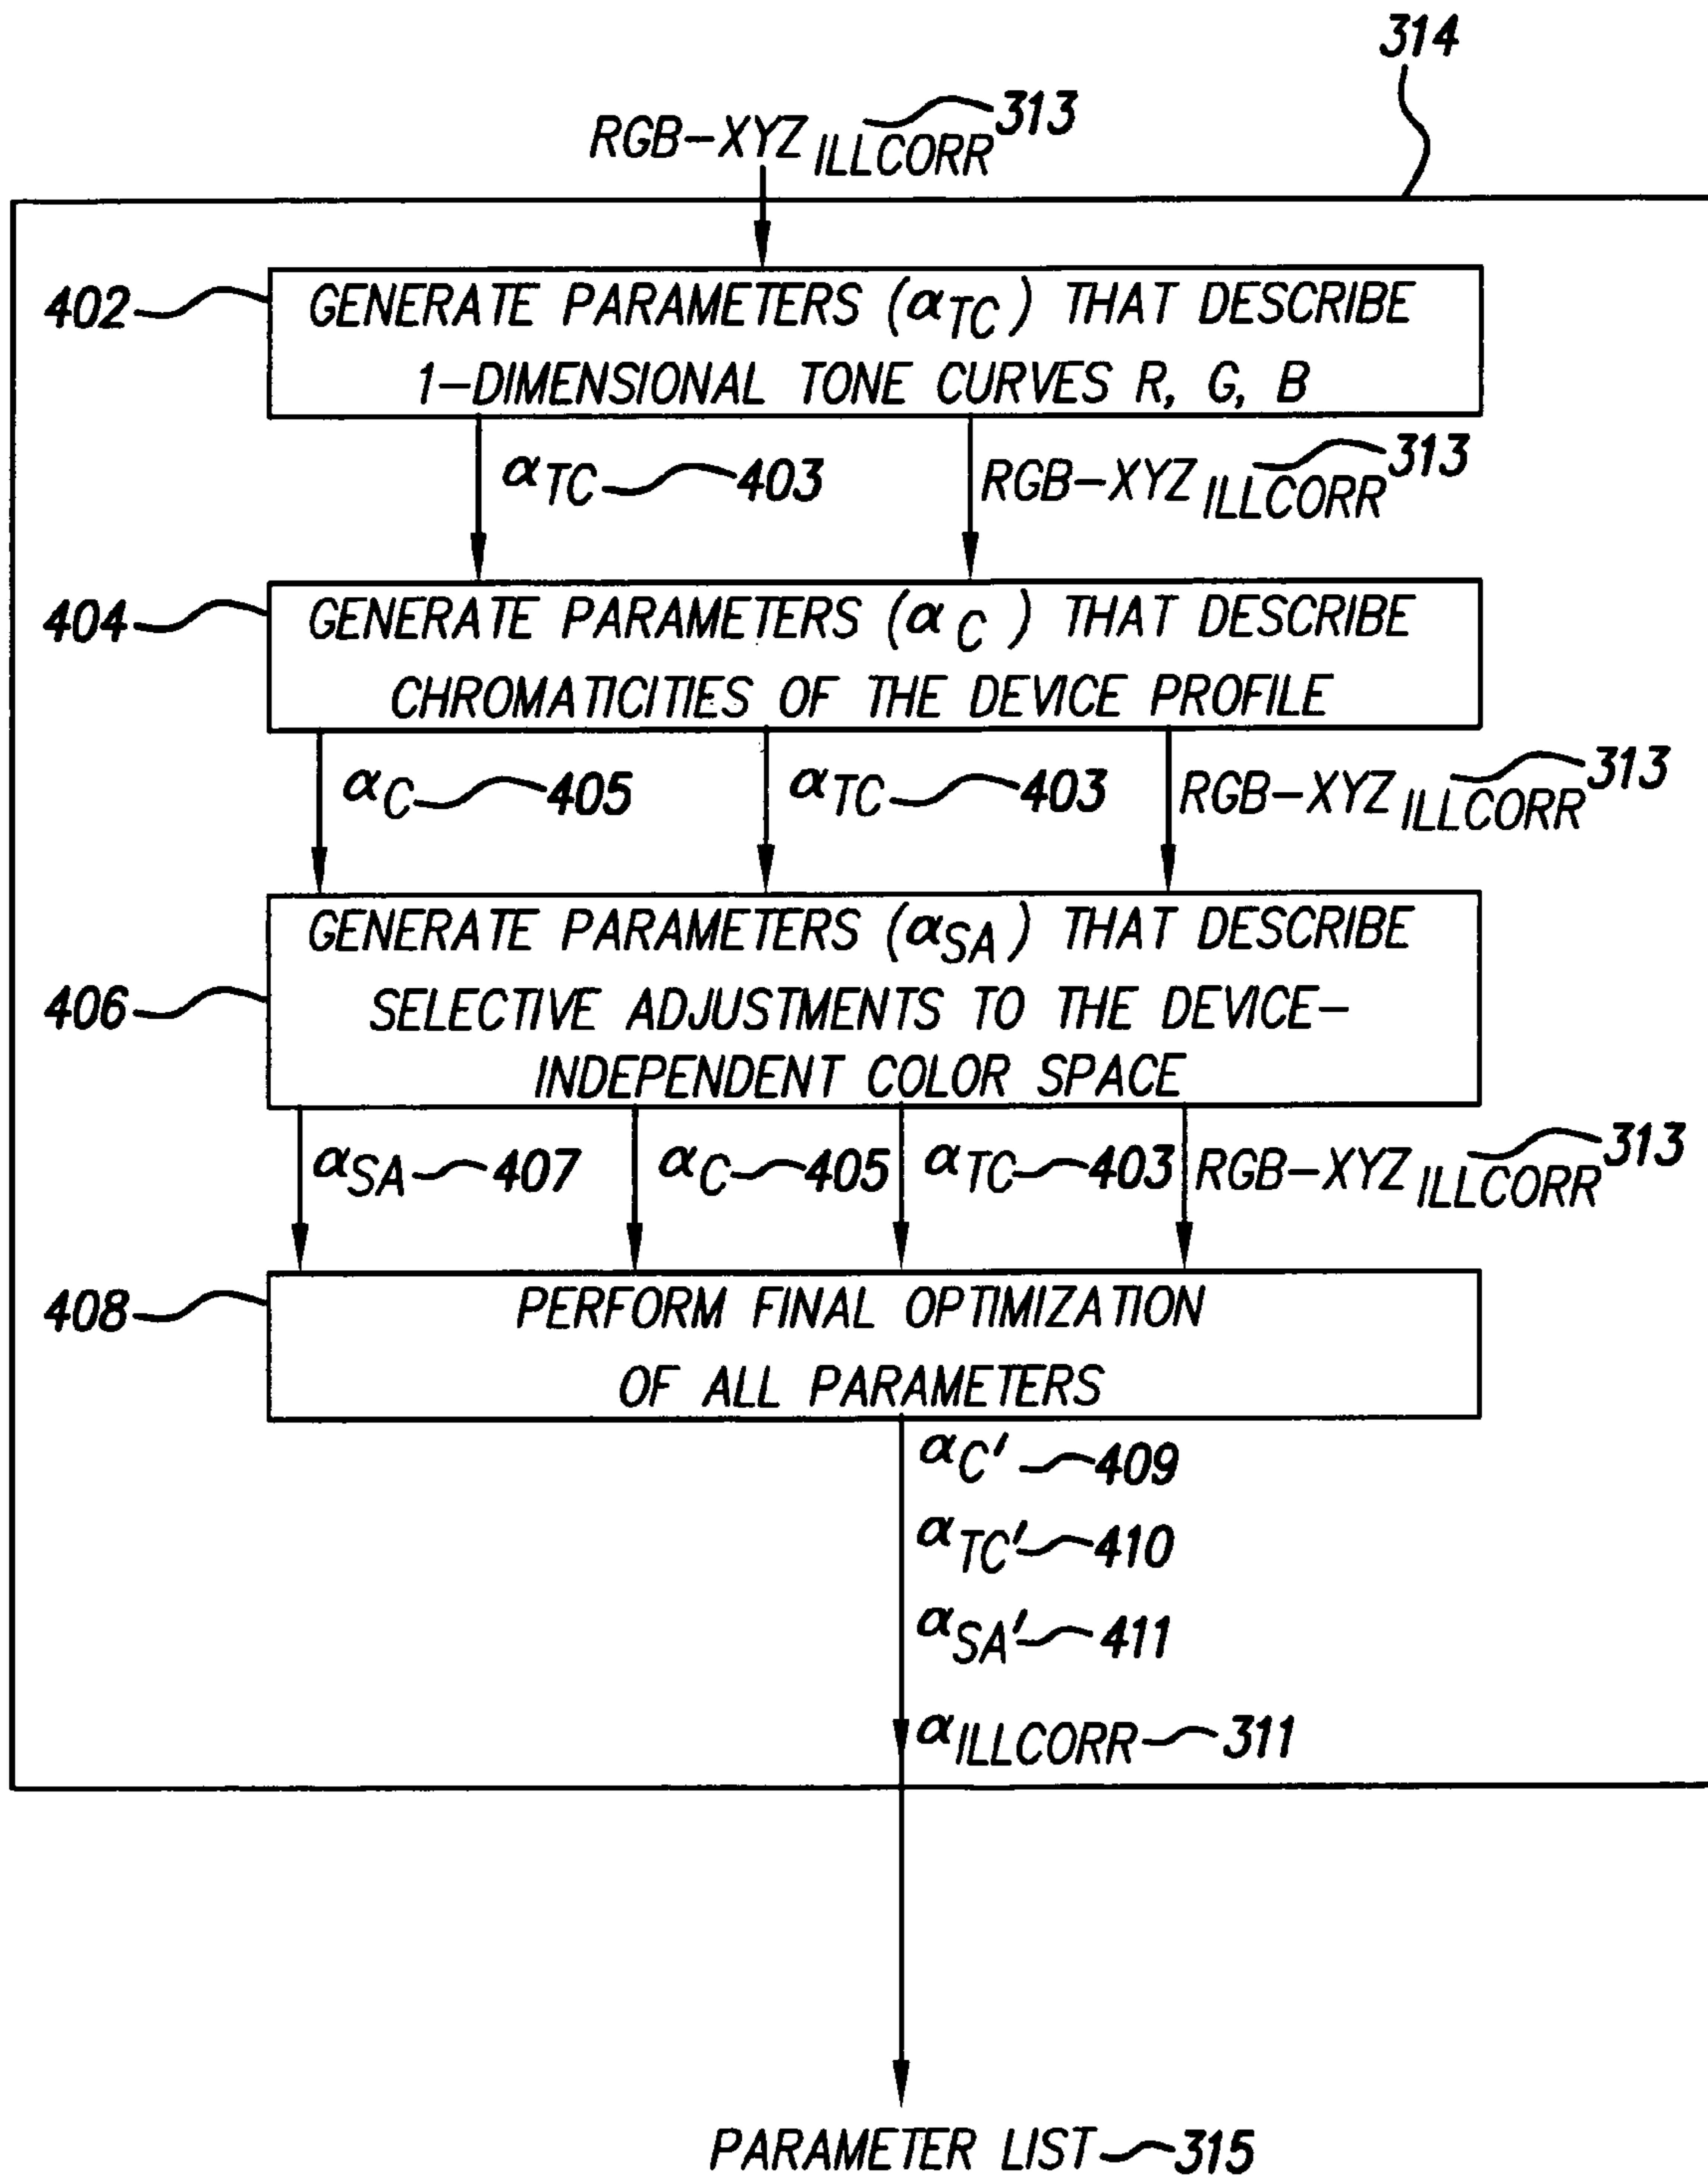 314
RGB-XYZ ILLCORR 313
402
GENERATE PARAMETERS (αTC) THAT DESCRIBE
1-DIMENSIONAL TONE CURVES R, G, B
αTC 403
RGB-XYZ ILLCORR 313
404
GENERATE PARAMETERS (αC) THAT DESCRIBE
CHROMATICITIES OF THE DEVICE PROFILE
αC 405
αTC 403
RGB-XYZ ILLCORR 313
406
GENERATE PARAMETERS (αSA) THAT DESCRIBE
SELECTIVE ADJUSTMENTS TO THE DEVICE-
INDEPENDENT COLOR SPACE
αSA 407
αC 405
αTC 403
RGB-XYZ ILLCORR 313
408
PERFORM FINAL OPTIMIZATION
OF ALL PARAMETERS
αC' 409
αTC' 410
αSA' 411
αILLCORR 311
PARAMETER LIST 315